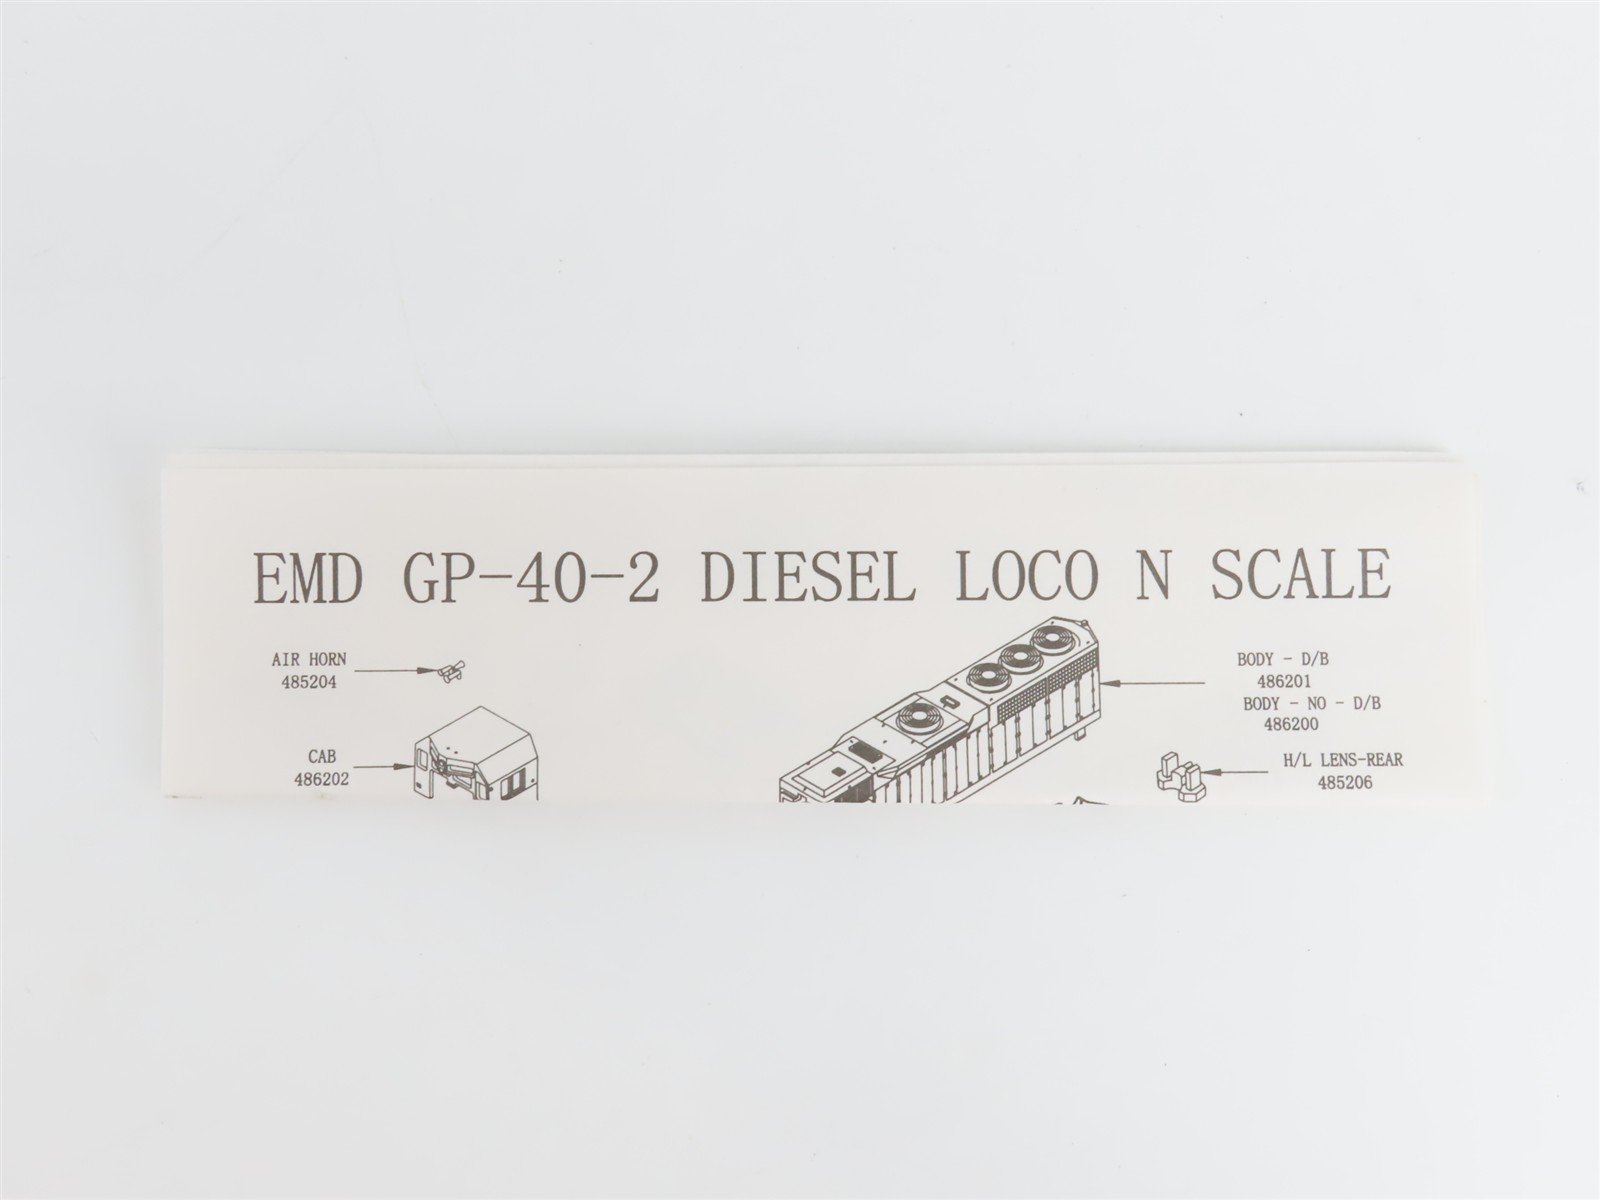 EMD GP-40-2 DIESEL LOCO N SCALE
AIR HORN
485204
CAB
486202
BODY - D/B
486201
BODY - NO - D/B
486200
H/L LENS-REAR
485206